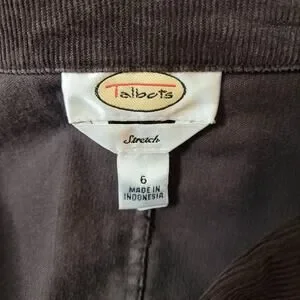 Talbots
Stretch
6
MADE IN
INDONESIA